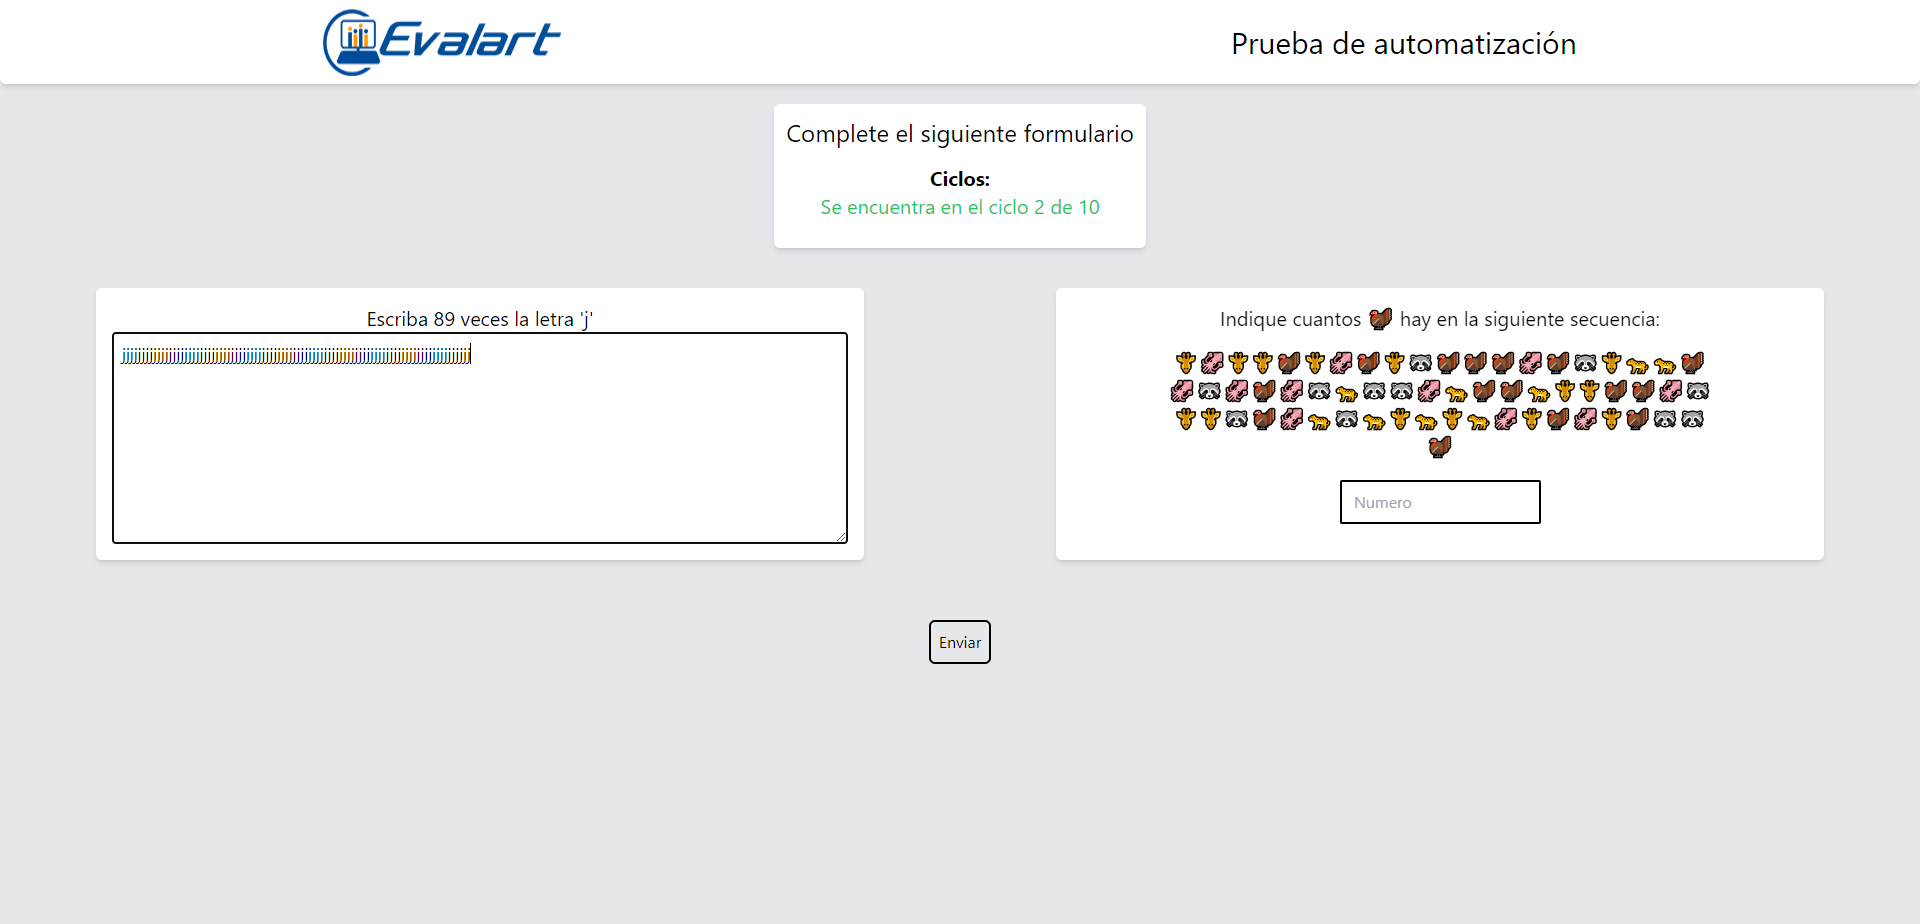 Evalart
Prueba de automatización
Complete el siguiente formulario
Ciclos:
Se encuentra en el ciclo 2 de 10
Escriba 89 veces la letra 'j'
jjjjjjjjjjjjjjjjjjjjjjjjjjjjjjjjjjjjjjjjjjjjjjjjjjjjjjjjjjjjjjjjjjjjjjjjjjjjjjjjjjjjjjjjj
Indique cuantos 🦃 hay en la siguiente secuencia:
🦒🦑🦒🦒🦃🦒🦑🦃🦒🦝🦃🦃🦃🦑🦃🦝🦒🐆🐆🦃
🦑🦝🦑🦃🦑🦝🐆🦝🦝🦑🐆🦃🦃🐆🦒🦒🦃🦃🦑🦝
🦒🦒🦝🦃🦑🐆🦝🐆🦒🐆🦒🐆🦑🦒🦃🦑🦒🦃🦝🦝
🦃
Numero
Enviar